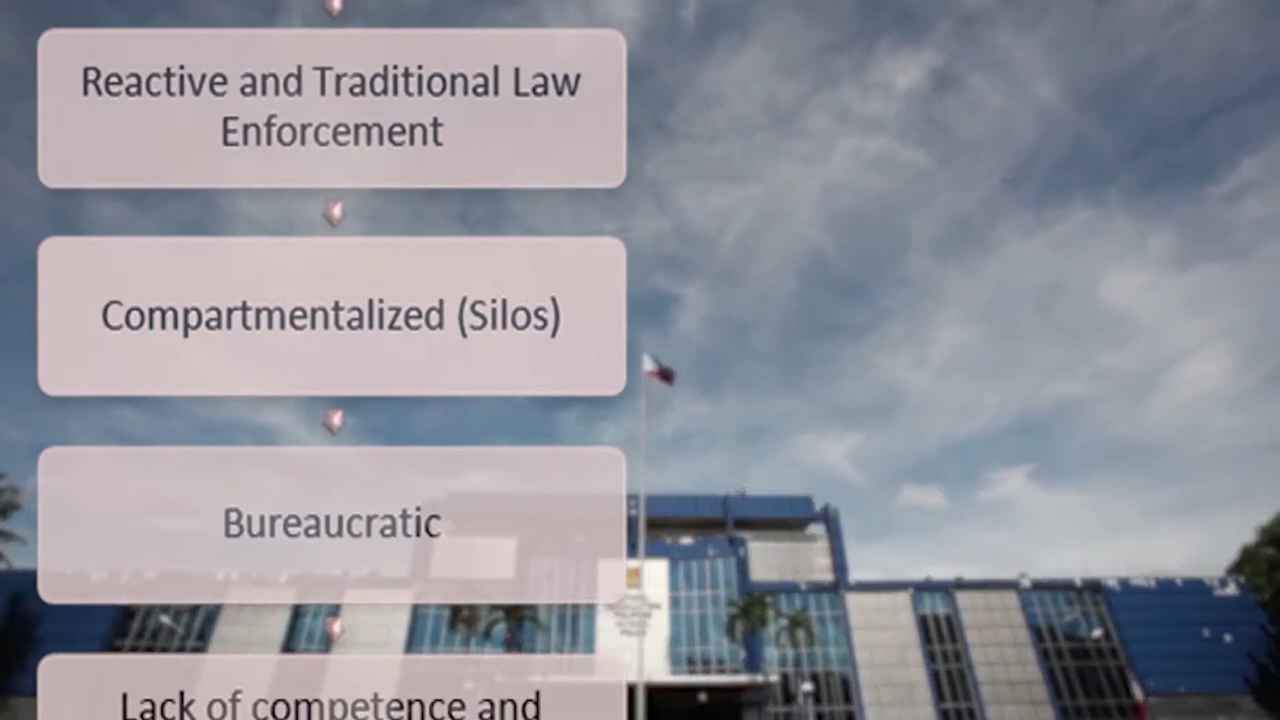 Reactive and Traditional Law
Enforcement
Compartmentalized (Silos)
Bureaucratic
Lack of competence and